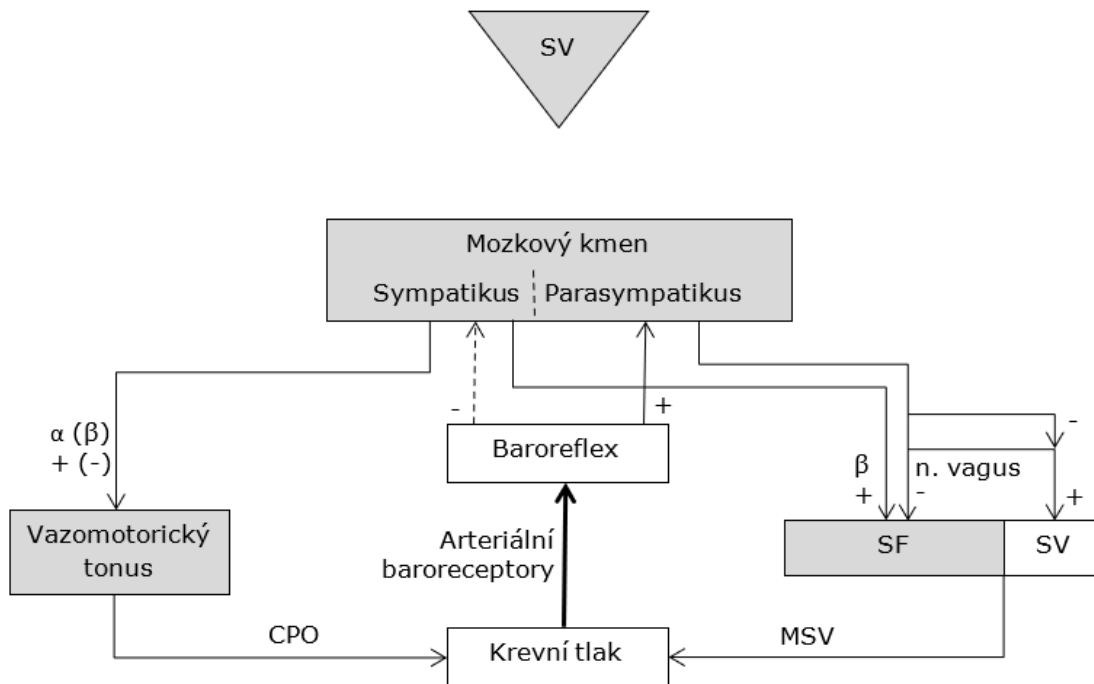 SV
Mozkový kmen
Sympatikus Parasympatikus
- +
α (β)
+ (-)
Baroreflex
β
+
-
n. vagus
-
+
Vazomotorický
tonus
Arteriální
baroreceptory
SF SV
CPO
Krevní tlak
MSV